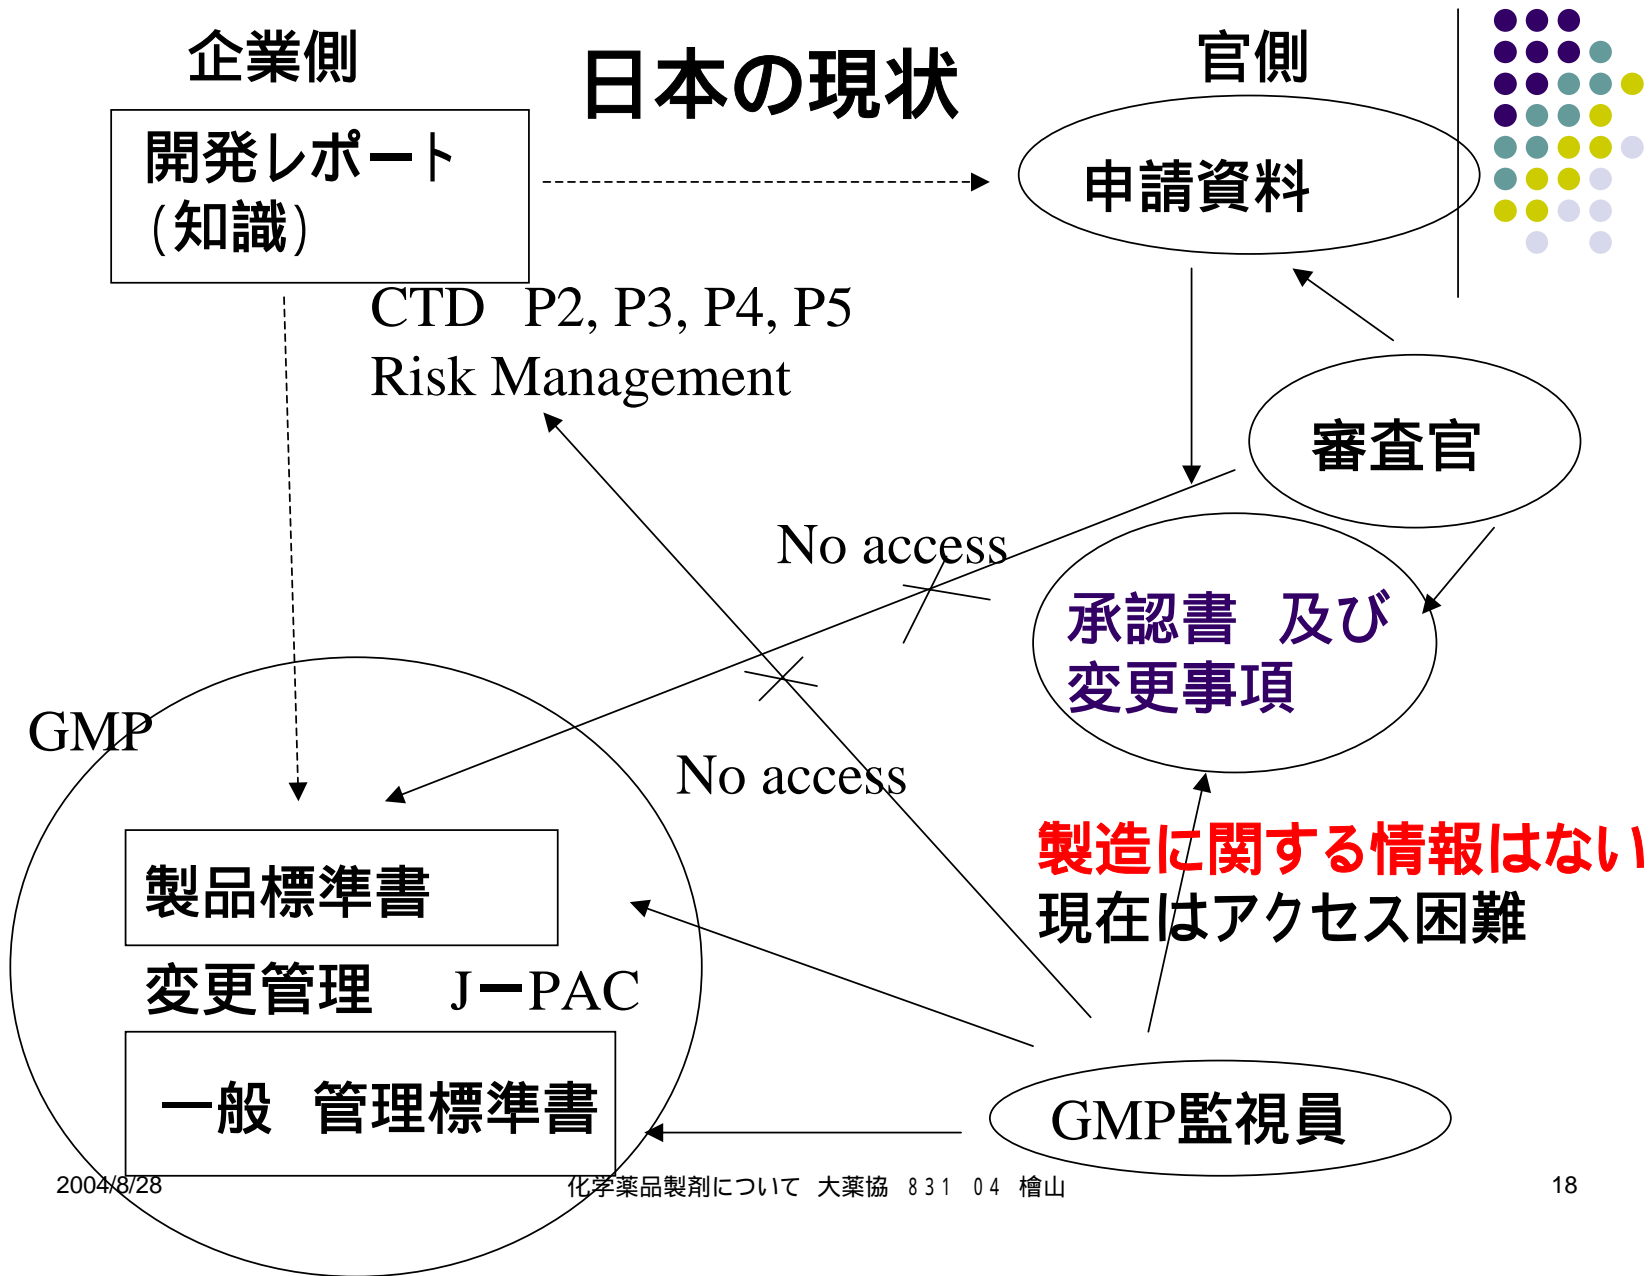 企業側
日本の現状
官側
開発レポート
(知識)
申請資料
CTD P2, P3, P4, P5
Risk Management
審査官
No access
承認書 及び
変更事項
GMP
No access
製造に関する情報はない
現在はアクセス困難
製品標準書
変更管理 JーPAC
一般 管理標準書
GMP監視員
2004/8/28
化学薬品製剤について 大薬協 831 04 檜山
18